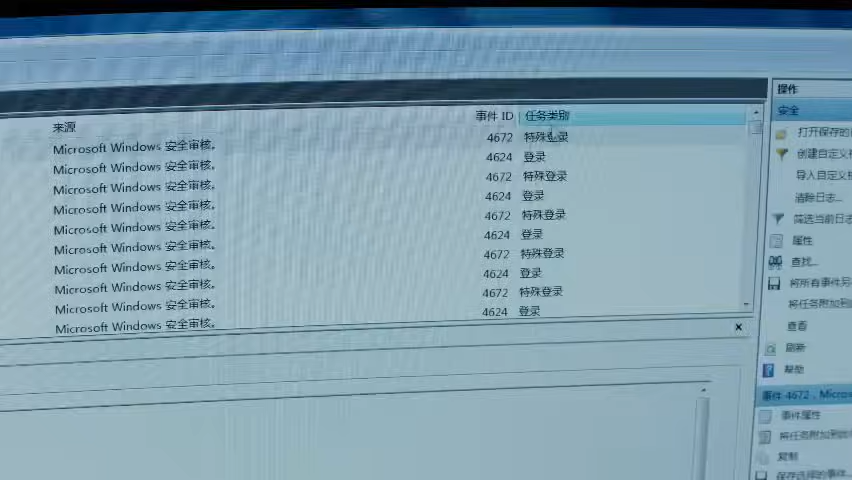 操作
来源 事件 ID 任务类别
安全
Microsoft Windows 安全审核。 4672 特殊登录
打开保存的
Microsoft Windows 安全审核。 4624 登录
创建自定义
Microsoft Windows 安全审核。 4672 特殊登录
导入自定义
Microsoft Windows 安全审核。 4624 登录
清除日志...
Microsoft Windows 安全审核。 4672 特殊登录
筛选当前日
Microsoft Windows 安全审核。 4624 登录
属性
Microsoft Windows 安全审核。 4672 特殊登录
查找...
Microsoft Windows 安全审核。 4624 登录
将所有事件另
Microsoft Windows 安全审核。 4672 特殊登录
将任务附加到
Microsoft Windows 安全审核。 4624 登录
查看
刷新
帮助
事件 4672，Micros
事件属性
将任务附加到此
复制
保存选择的事件...